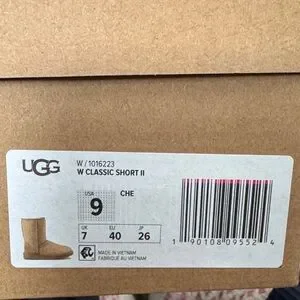 UGG
W / 1016223
W CLASSIC SHORT II
USA
9
CHE
UK EU JP
7 40 26
MADE IN VIETNAM
FABRIQUÉ AU VIETNAM
1 90108 09552 4